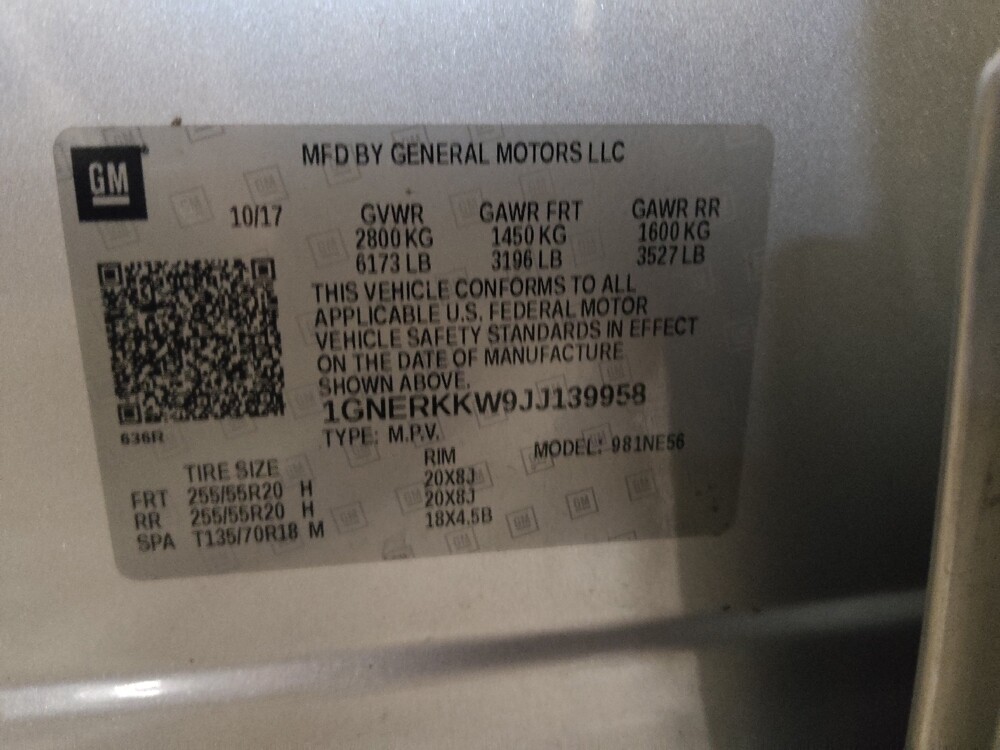 GM
MFD BY GENERAL MOTORS LLC
10/17 GVWR GAWR FRT GAWR RR
2800 KG 1450 KG 1600 KG
6173 LB 3196 LB 3527 LB
THIS VEHICLE CONFORMS TO ALL
APPLICABLE U.S. FEDERAL MOTOR
VEHICLE SAFETY STANDARDS IN EFFECT
ON THE DATE OF MANUFACTURE
SHOWN ABOVE.
1GNERKKW9JJ139958
636R
TYPE: M.P.V. MODEL: 981NE56
TIRE SIZE RIM
FRT 255/55R20 H 20X8J
RR 255/55R20 H 20X8J
SPA T135/70R18 M 18X4.5B